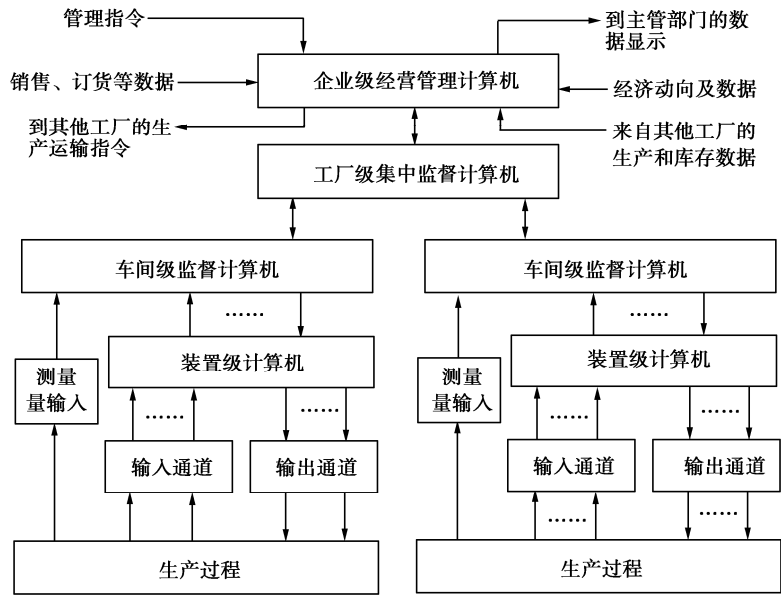 管理指令
到主管部门的数
据显示
企业级经营管理计算机
销售、订货等数据
经济动向及数据
到其他工厂的生
产运输指令
来自其他工厂的
生产和库存数据
工厂级集中监督计算机
车间级监督计算机
车间级监督计算机
……
……
装置级计算机
装置级计算机
测量
量输入
测量
量输入
……
……
……
……
输入通道
输出通道
输入通道
输出通道
……
……
生产过程
生产过程